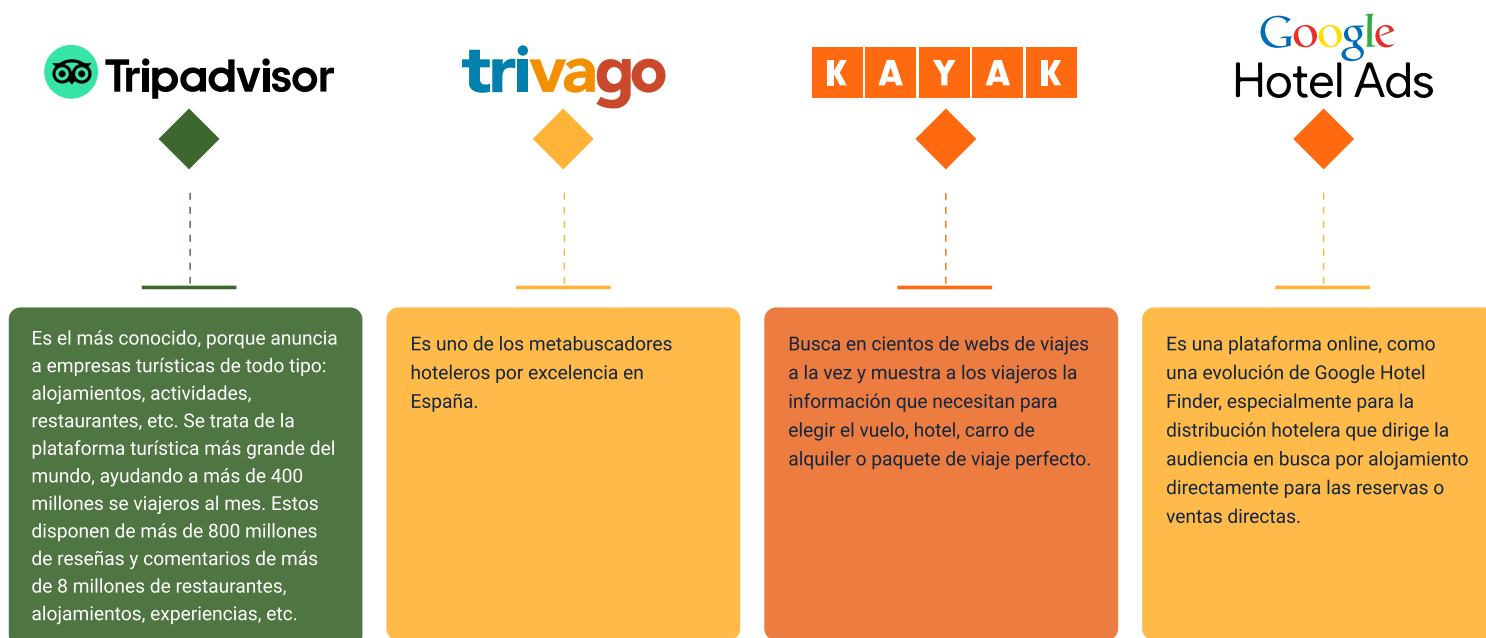 Tripadvisor
trivago
KAYAK
Google
Hotel Ads
Es el más conocido, porque anuncia
a empresas turísticas de todo tipo:
alojamientos, actividades,
restaurantes, etc. Se trata de la
plataforma turística más grande del
mundo, ayudando a más de 400
millones se viajeros al mes. Estos
disponen de más de 800 millones
de reseñas y comentarios de más
de 8 millones de restaurantes,
alojamientos, experiencias, etc.
Es uno de los metabuscadores
hoteleros por excelencia en
España.
Busca en cientos de webs de viajes
a la vez y muestra a los viajeros la
información que necesitan para
elegir el vuelo, hotel, carro de
alquiler o paquete de viaje perfecto.
Es una plataforma online, como
una evolución de Google Hotel
Finder, especialmente para la
distribución hotelera que dirige la
audiencia en busca por alojamiento
directamente para las reservas o
ventas directas.